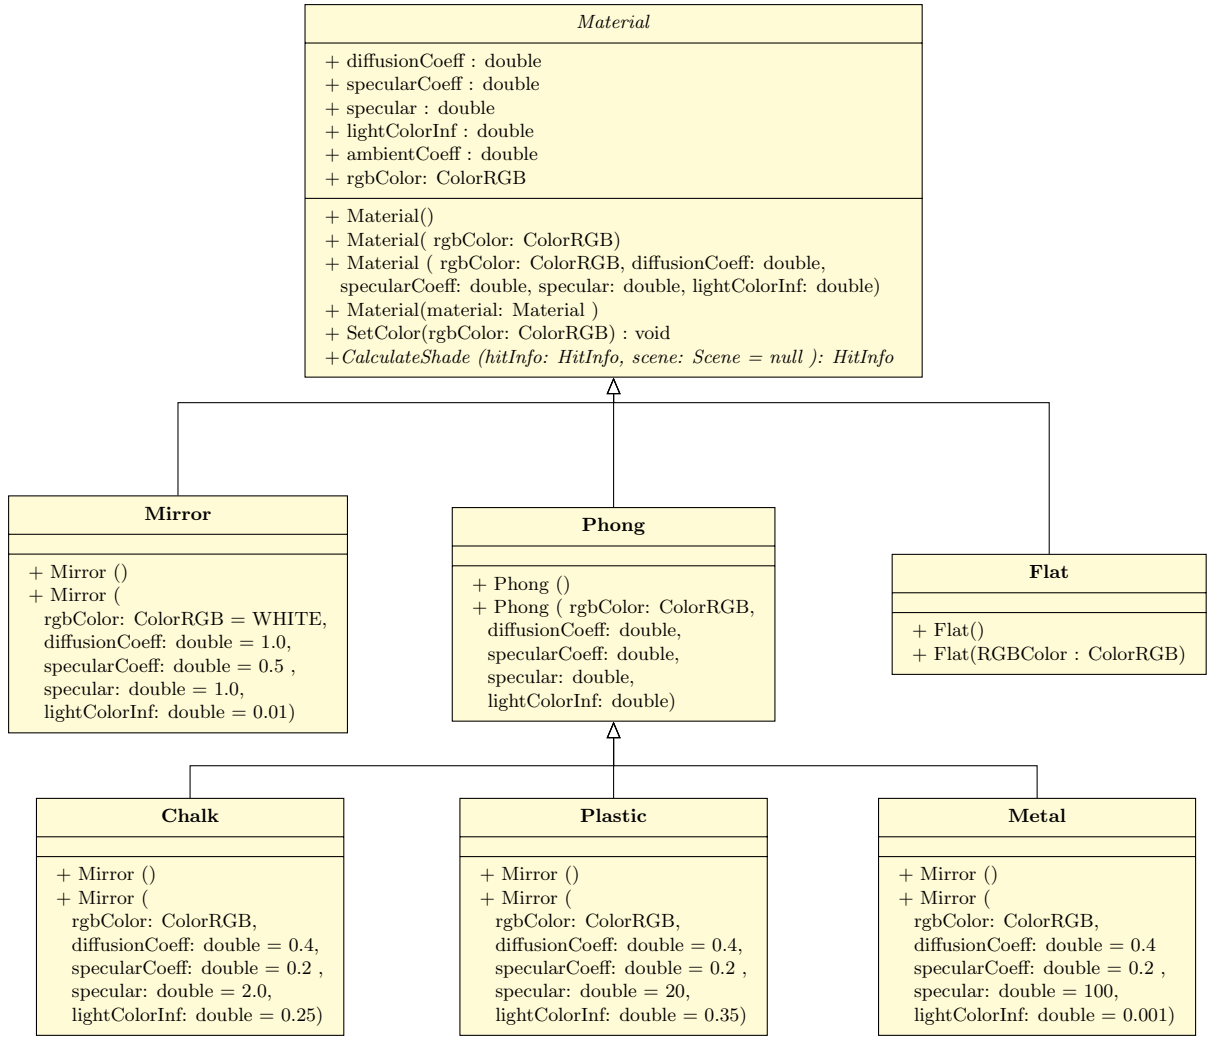 Material
+ diffusionCoeff : double
+ specularCoeff : double
+ specular : double
+ lightColorInf : double
+ ambientCoeff : double
+ rgbColor: ColorRGB
+ Material()
+ Material( rgbColor: ColorRGB)
+ Material ( rgbColor: ColorRGB, diffusionCoeff: double,
specularCoeff: double, specular: double, lightColorInf: double)
+ Material(material: Material )
+ SetColor(rgbColor: ColorRGB) : void
+CalculateShade (hitInfo: HitInfo, scene: Scene = null ): HitInfo
Mirror
+ Mirror ()
+ Mirror (
rgbColor: ColorRGB = WHITE,
diffusionCoeff: double = 1.0,
specularCoeff: double = 0.5 ,
specular: double = 1.0,
lightColorInf: double = 0.01)
Phong
+ Phong ()
+ Phong ( rgbColor: ColorRGB,
diffusionCoeff: double,
specularCoeff: double,
specular: double,
lightColorInf: double)
Flat
+ Flat()
+ Flat(RGBColor : ColorRGB)
Chalk
+ Mirror ()
+ Mirror (
rgbColor: ColorRGB,
diffusionCoeff: double = 0.4,
specularCoeff: double = 0.2 ,
specular: double = 2.0,
lightColorInf: double = 0.25)
Plastic
+ Mirror ()
+ Mirror (
rgbColor: ColorRGB,
diffusionCoeff: double = 0.4,
specularCoeff: double = 0.2 ,
specular: double = 20,
lightColorInf: double = 0.35)
Metal
+ Mirror ()
+ Mirror (
rgbColor: ColorRGB,
diffusionCoeff: double = 0.4
specularCoeff: double = 0.2 ,
specular: double = 100,
lightColorInf: double = 0.001)